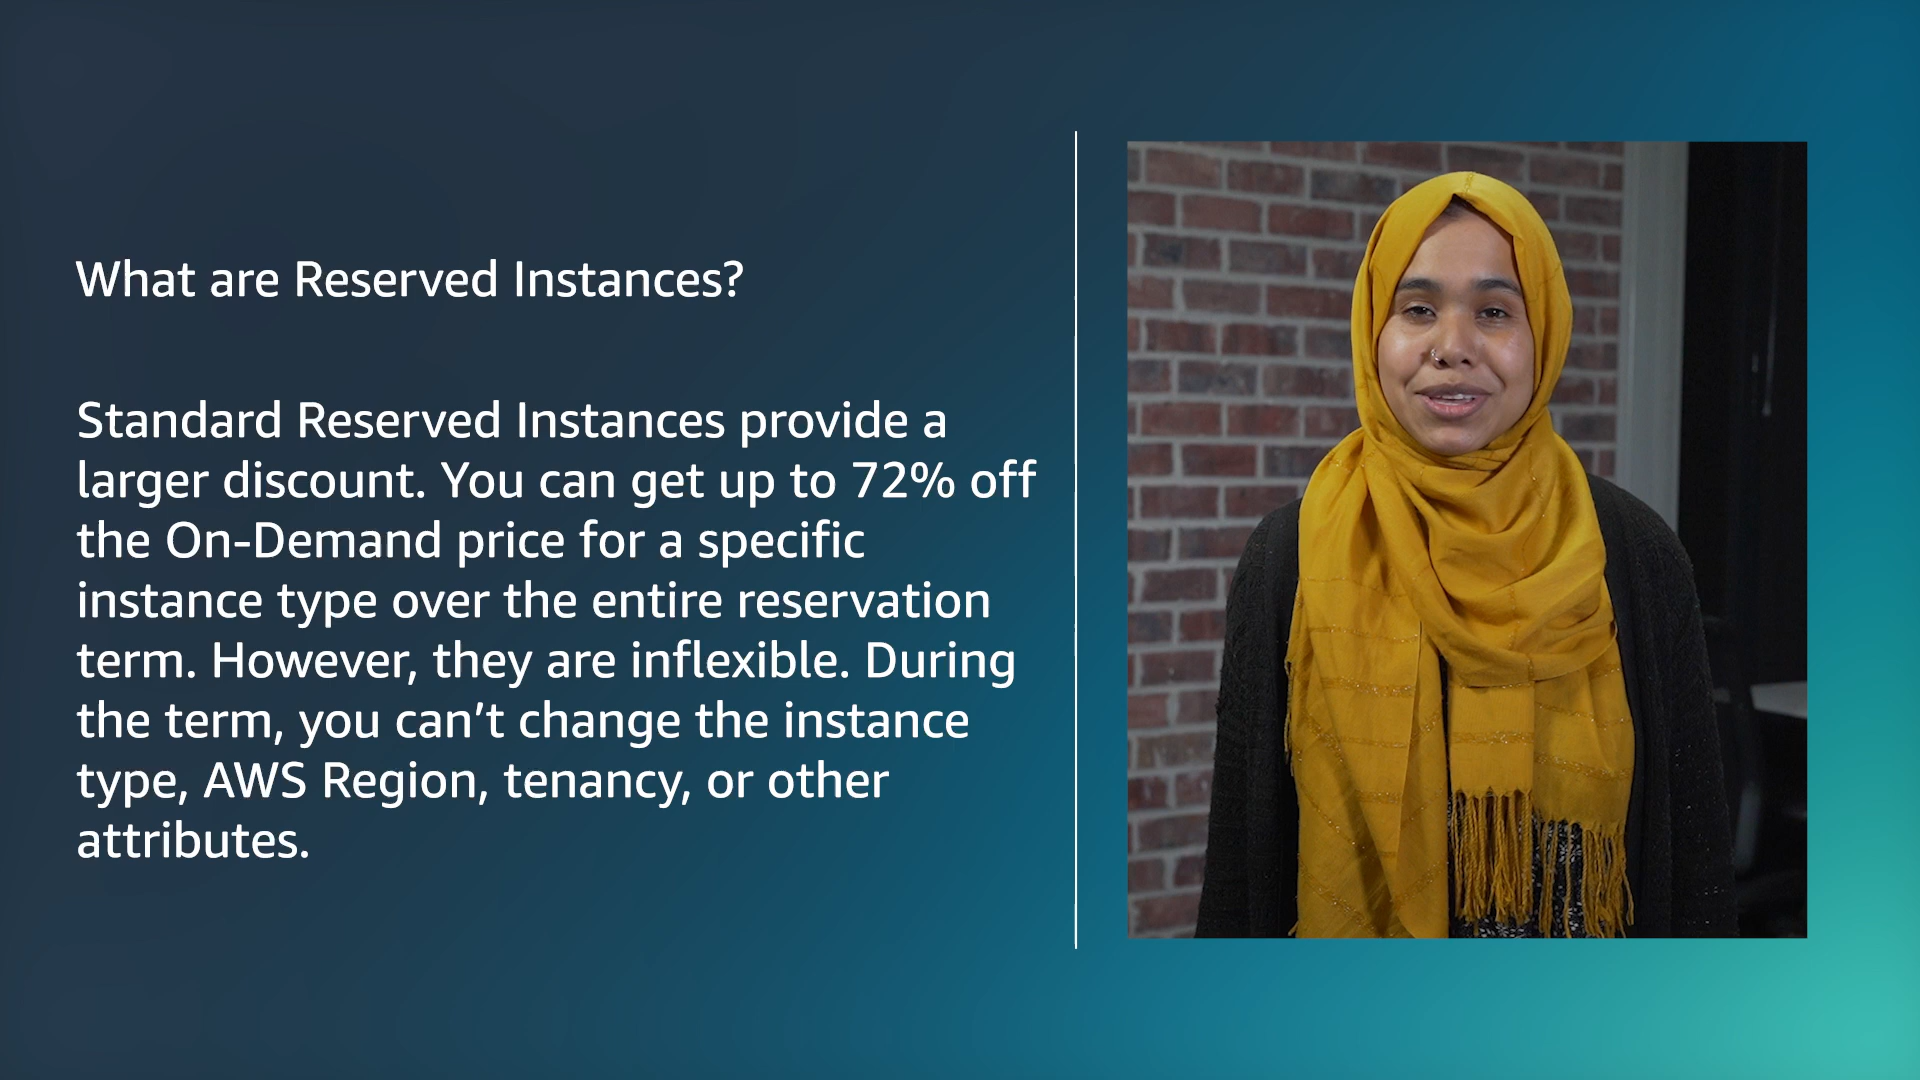 What are Reserved Instances?
Standard Reserved Instances provide a
larger discount. You can get up to 72% off
the On-Demand price for a specific
instance type over the entire reservation
term. However, they are inflexible. During
the term, you can’t change the instance
type, AWS Region, tenancy, or other
attributes.